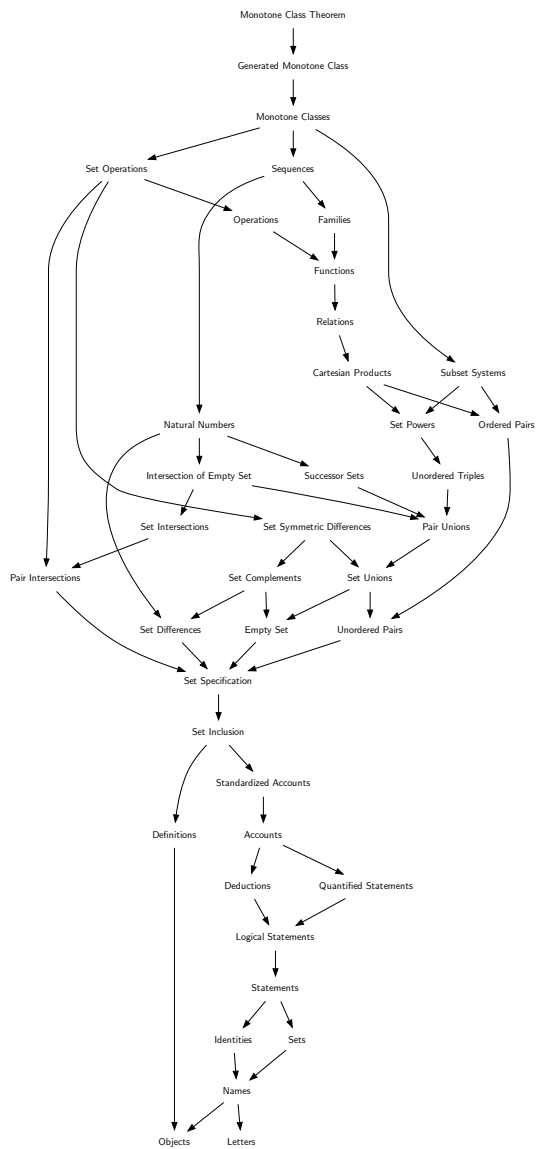 Monotone Class Theorem
Generated Monotone Class
Monotone Classes
Set Operations
Sequences
Operations
Families
Functions
Relations
Cartesian Products
Subset Systems
Natural Numbers
Set Powers
Ordered Pairs
Intersection of Empty Set
Successor Sets
Unordered Triples
Set Intersections
Set Symmetric Differences
Pair Unions
Pair Intersections
Set Complements
Set Unions
Set Differences
Empty Set
Unordered Pairs
Set Specification
Set Inclusion
Standardized Accounts
Definitions
Accounts
Deductions
Quantified Statements
Logical Statements
Statements
Identities
Sets
Names
Objects
Letters